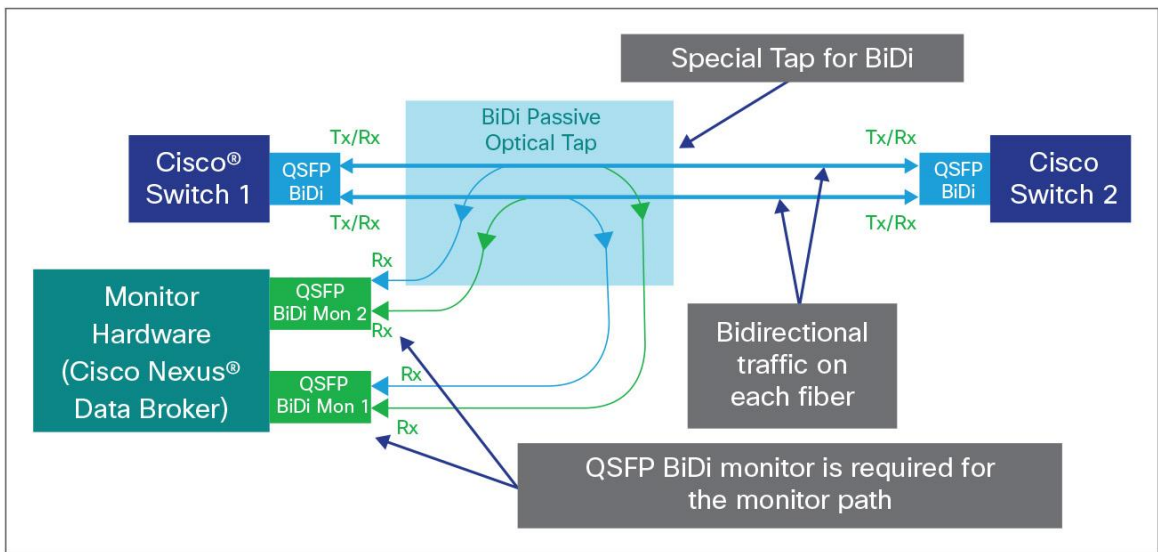 Special Tap for BiDi
BiDi Passive
Optical Tap
Tx/Rx
Tx/Rx
Cisco®
Switch 1
QSFP
BiDi
QSFP
BiDi
Cisco
Switch 2
Tx/Rx
Tx/Rx
Rx
Monitor
Hardware
(Cisco Nexus®
Data Broker)
QSFP
BiDi Mon 2
Rx
QSFP
BiDi Mon 1
Rx
Rx
Bidirectional
traffic on
each fiber
QSFP BiDi monitor is required for
the monitor path